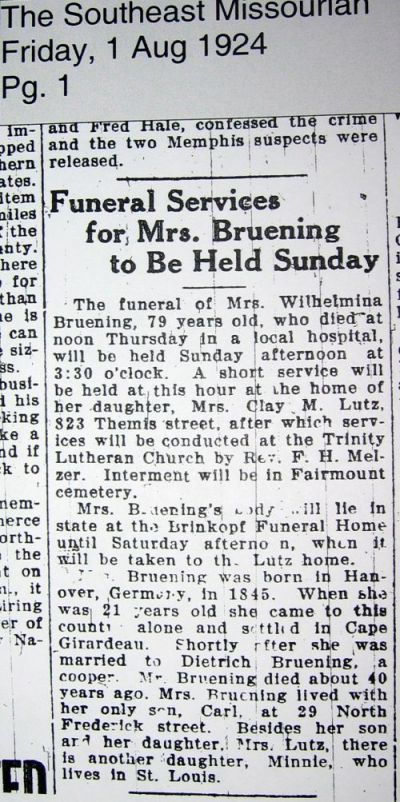 The Southeast Missourian
Friday, 1 Aug 1924
Pg. 1
and Fred Hale, confessed the crime
and the two Memphis suspects were
released.
Funeral Services
for Mrs. Bruening
to Be Held Sunday
The funeral of Mrs. Wilhelmina
Bruening, 79 years old, who died at
noon Thursday in a local hospital,
will be held Sunday afternoon at
3:30 o'clock. A short service will
be held at this hour at the home of
her daughter, Mrs. Clay M. Lutz,
823 Themis street, after which serv-
ices will be conducted at the Trinity
Lutheran Church by Rev. F. H. Mel-
zer. Interment will be in Fairmount
cemetery.
Mrs. Bruening's body will lie in
state at the Brinkopf Funeral Home
until Saturday afternoon, when it
will be taken to the Lutz home.
Bruening was born in Han-
over, Germany, in 1845. When she
was 21 years old she came to this
country alone and settled in Cape
Girardeau. Shortly after she was
married to Dietrich Bruening, a
cooper. Mr. Bruening died about 40
years ago. Mrs. Bruening lived with
her only son, Carl, at 29 North
Frederick street. Besides her son
and her daughter, Mrs. Lutz, there
is another daughter, Minnie, who
lives in St. Louis.